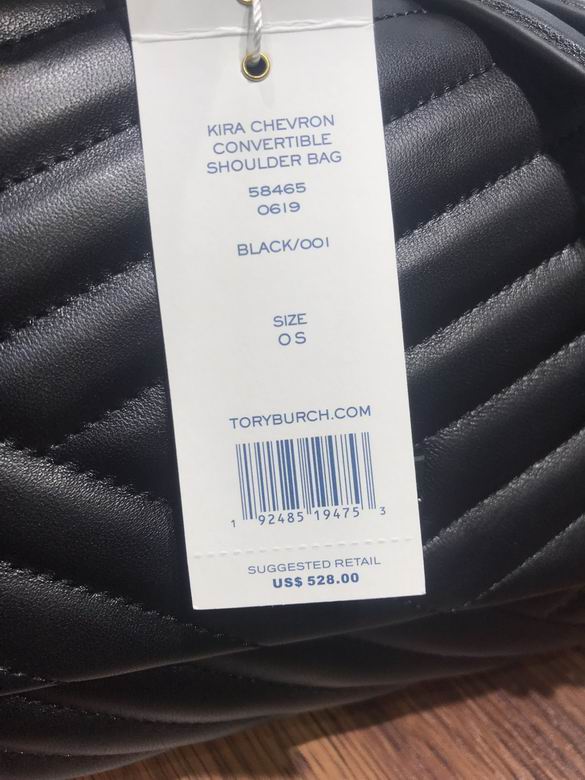 KIRA CHEVRON
CONVERTIBLE
SHOULDER BAG
58465
0619
BLACK/001
SIZE
OS
TORYBURCH.COM
1 92485 19475 3
SUGGESTED RETAIL
US$ 528.00